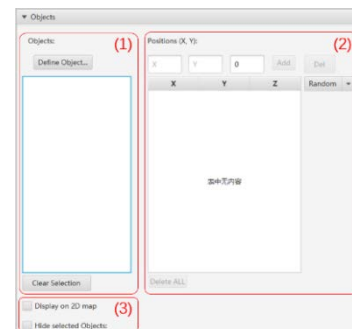 Objects
Objects:
(1)
Define Object...
Clear Selection
Positions (X, Y):
(2)
X
Y
0
Add
Del
X
Y
Z
Random
表中无内容
Delete ALL
Display on 2D map
(3)
Hide selected Objects: